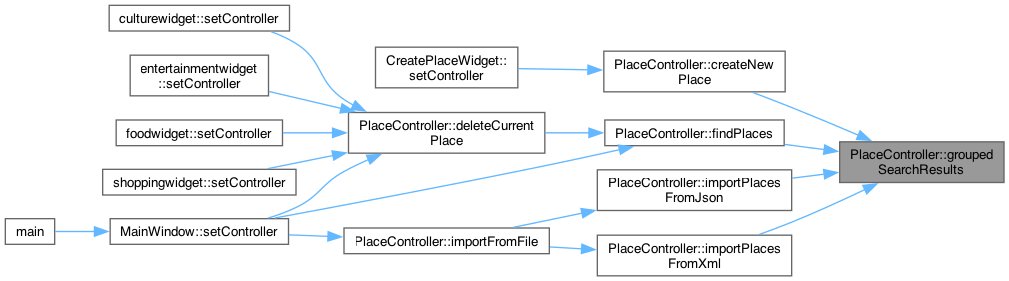 culturewidget::setController
entertainmentwidget
::setController
foodwidget::setController
shoppingwidget::setController
main
MainWindow::setController
CreatePlaceWidget::
setController
PlaceController::deleteCurrent
Place
PlaceController::importFromFile
PlaceController::createNew
Place
PlaceController::findPlaces
PlaceController::importPlaces
FromJson
PlaceController::importPlaces
FromXml
PlaceController::grouped
SearchResults